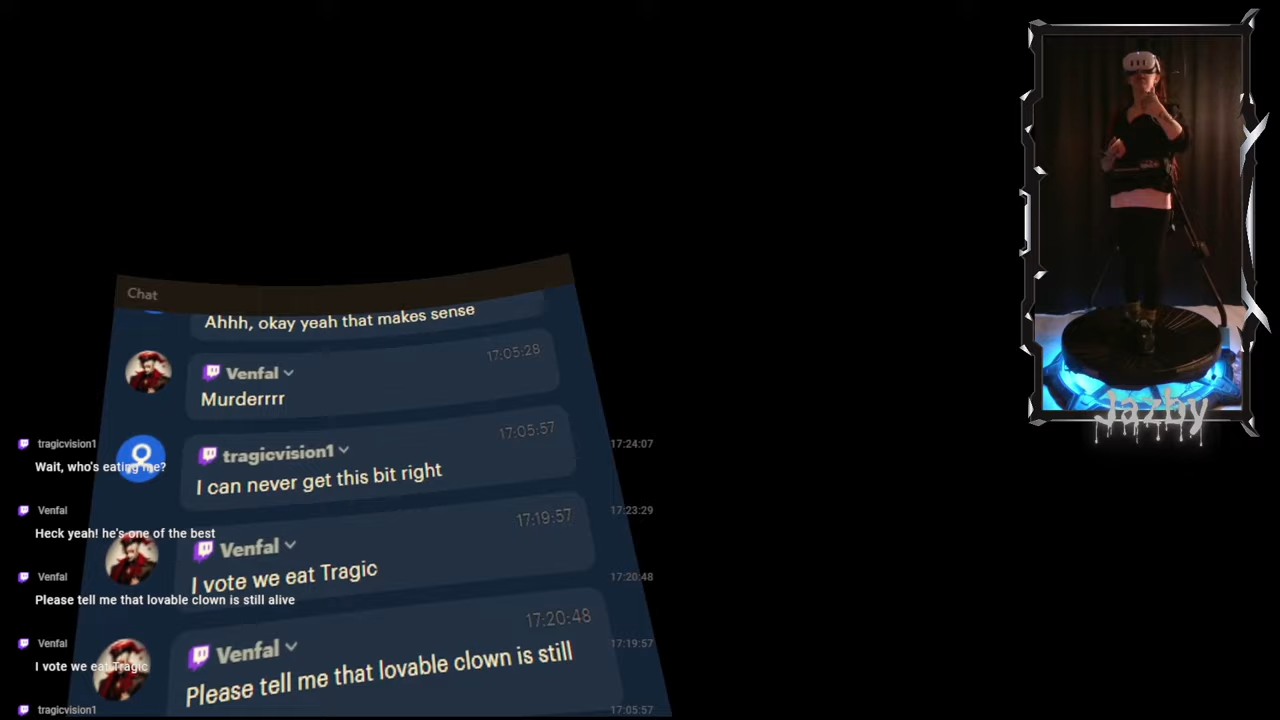 Chat
Ahhh, okay yeah that makes sense
17:05:28
Venfal
Murderrrr
17:05:57
tragicvision1
I can never get this bit right
17:19:57
Venfal
I vote we eat Tragic
17:20:48
Venfal
Please tell me that lovable clown is still
tragicvision1
17:24:07
Wait, who's eating me?
Venfal
17:23:29
Heck yeah! he's one of the best
Venfal
17:20:48
Please tell me that lovable clown is still alive
Venfal
17:19:57
I vote we eat Tragic
tragicvision1
17:05:57
Jazby